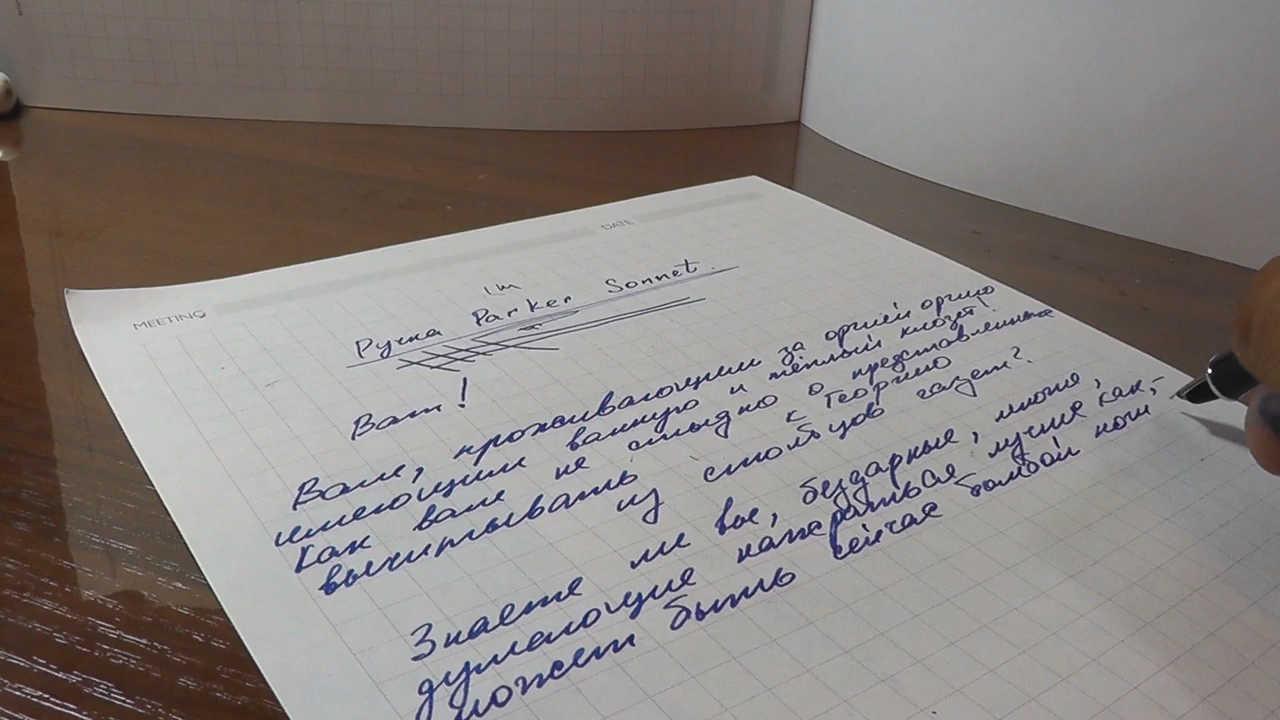 MEETING DATE
Ручка Parker Sonnet.
Вам!
Вам, проживающим за оргией оргию
имеющим ванную и тёплый клозет!
Как вам не стыдно о представленных
вычитывать к Георгию
из столбцов газет?
Знаете ли вы, бездарные, многие,
думающие нажраться лучше как,-
может быть сейчас бомбой ноги